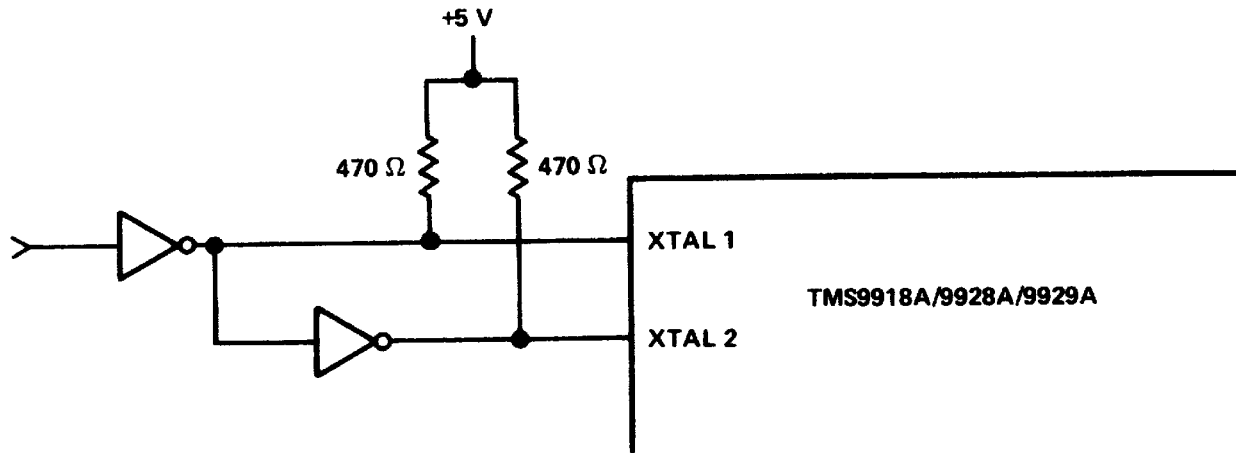 +5 V
470 Ω
470 Ω
XTAL 1
TMS9918A/9928A/9929A
XTAL 2